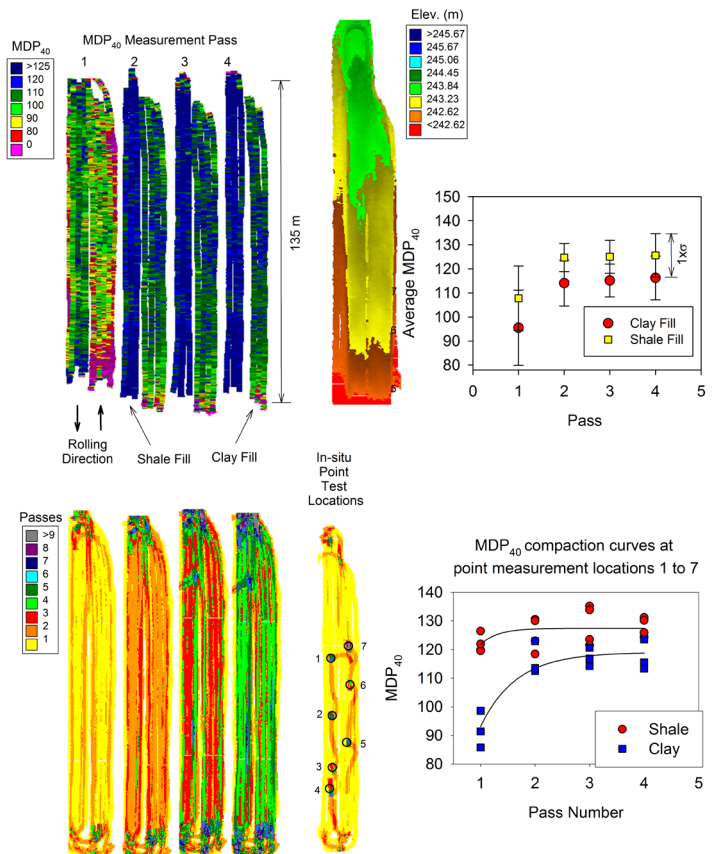 MDP40
>125
120
110
100
90
80
0
MDP40 Measurement Pass
1 2 3 4
135 m
Rolling
Direction
Shale Fill
Clay Fill
Elev. (m)
>245.67
245.67
245.06
244.45
243.84
243.23
242.62
<242.62
7
6
5
Average MDP40
150
140
130
120
110
100
90
80
0 1 2 3 4 5
Pass
1xσ
Clay Fill
Shale Fill
Passes
>9
8
7
6
5
4
3
2
1
In-situ
Point
Test
Locations
7
1
6
2
5
3
4
MDP40 compaction curves at
point measurement locations 1 to 7
MDP40
140
130
120
110
100
90
80
1 2 3 4 5
Pass Number
Shale
Clay